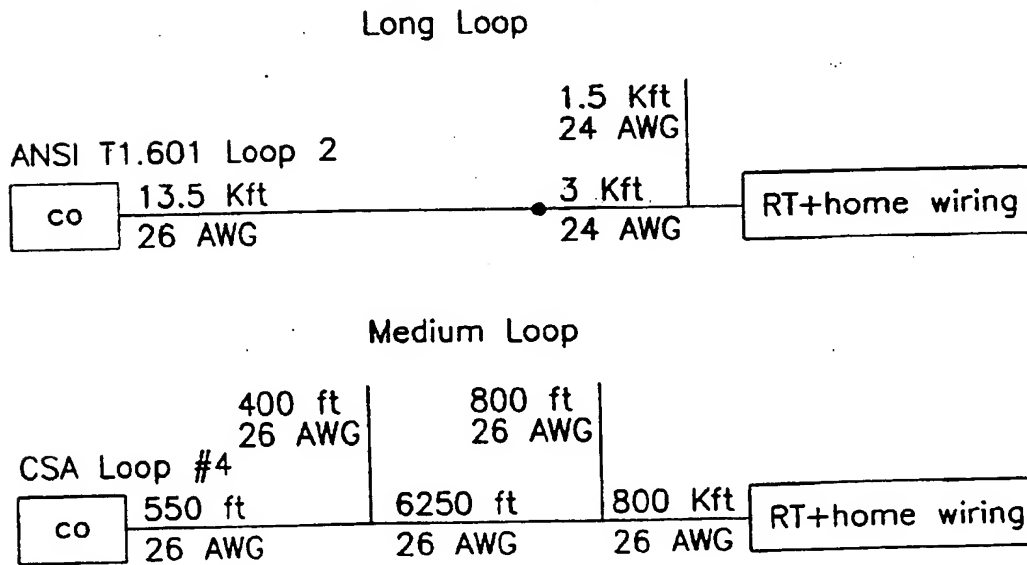 Long Loop
1.5 Kft
24 AWG
ANSI T1.601 Loop 2
co
13.5 Kft
26 AWG
3 Kft
24 AWG
RT+home wiring
Medium Loop
400 ft
26 AWG
800 ft
26 AWG
CSA Loop #4
co
550 ft
26 AWG
6250 ft
26 AWG
800 Kft
26 AWG
RT+home wiring